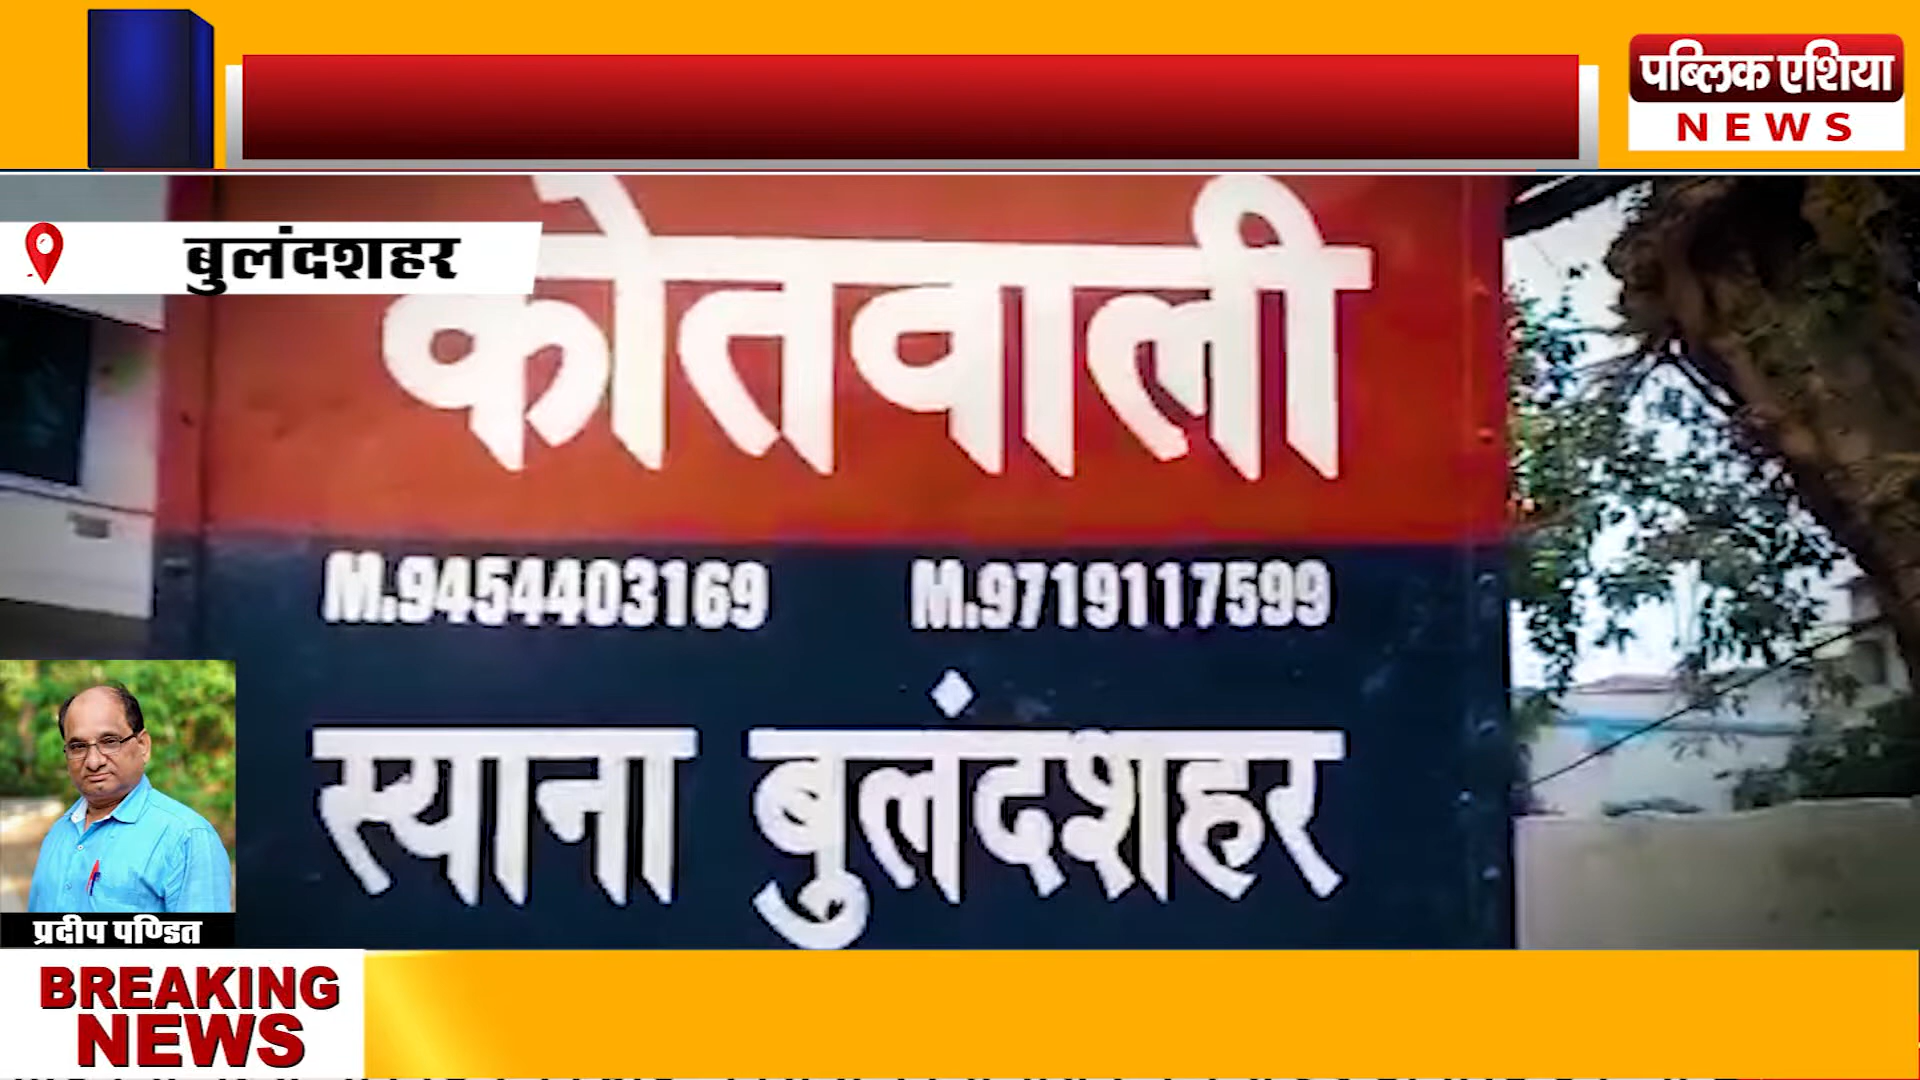 पब्लिक एशिया
NEWS
बुलंदशहर
कोतवाली
M.9454403169 M.9719117599
स्याना बुलंदशहर
प्रदीप पण्डित
BREAKING
NEWS